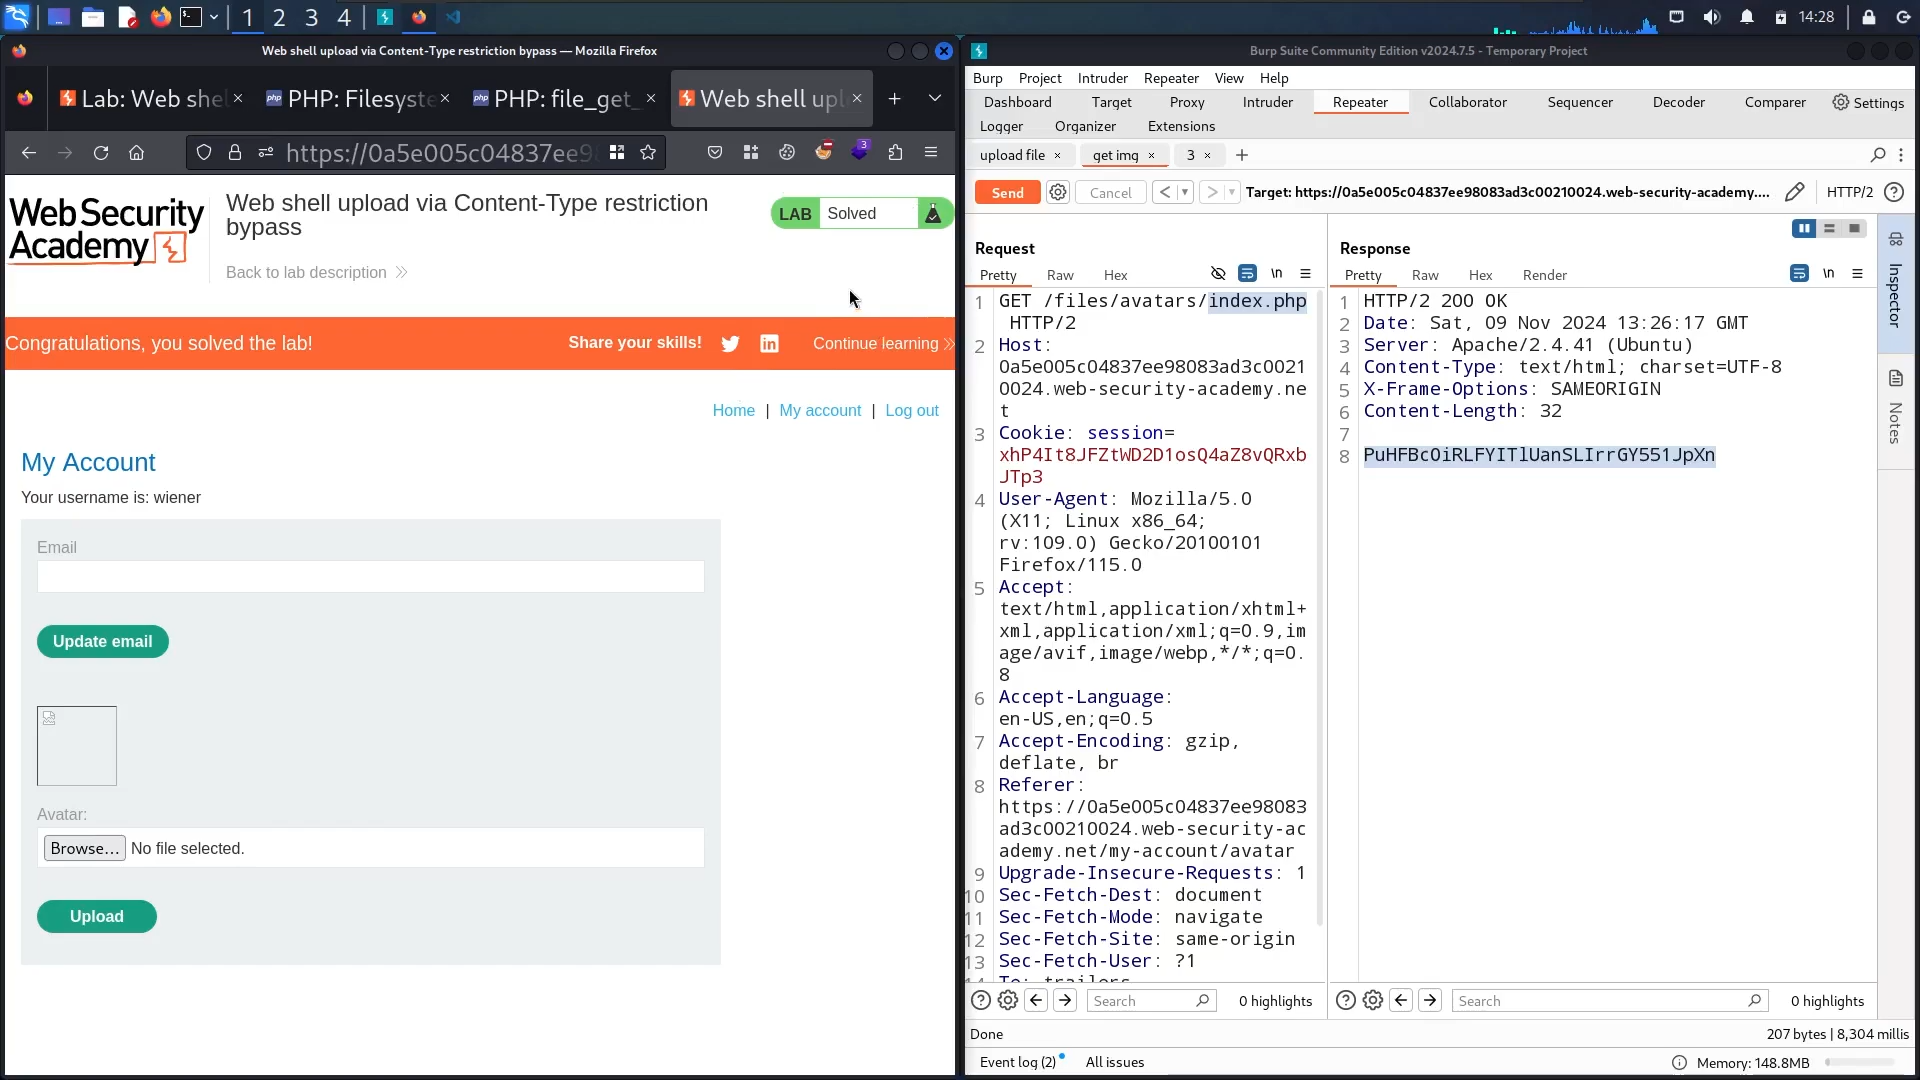 1 2 3 4
14:28
Web shell upload via Content-Type restriction bypass — Mozilla Firefox
Lab: Web shel
PHP: Filesyste
PHP: file_get_
Web shell upl
https://0a5e005c04837ee9
3
WebSecurity
Academy
Web shell upload via Content-Type restriction
bypass
Back to lab description
LAB Solved
Congratulations, you solved the lab!
Share your skills!
Continue learning
Home | My account | Log out
My Account
Your username is: wiener
Email
Update email
Avatar:
Browse... No file selected.
Upload
Burp Suite Community Edition v2024.7.5 - Temporary Project
Burp Project Intruder Repeater View Help
Dashboard Target Proxy Intruder Repeater Collaborator Sequencer Decoder Comparer Settings
Logger Organizer Extensions
upload file × get img × 3 × +
Send Cancel < > Target: https://0a5e005c04837ee98083ad3c00210024.web-security-academy.... HTTP/2
Request
Pretty Raw Hex \n
1 GET /files/avatars/index.php
HTTP/2
2 Host:
0a5e005c04837ee98083ad3c0021
0024.web-security-academy.ne
t
3 Cookie: session=
xhP4It8JFZtWD2D1osQ4aZ8vQRxb
JTp3
4 User-Agent: Mozilla/5.0
(X11; Linux x86_64;
rv:109.0) Gecko/20100101
Firefox/115.0
5 Accept:
text/html,application/xhtml+
xml,application/xml;q=0.9,im
age/avif,image/webp,*/*;q=0.
8
6 Accept-Language:
en-US,en;q=0.5
7 Accept-Encoding: gzip,
deflate, br
8 Referer:
https://0a5e005c04837ee98083
ad3c00210024.web-security-ac
ademy.net/my-account/avatar
9 Upgrade-Insecure-Requests: 1
10 Sec-Fetch-Dest: document
11 Sec-Fetch-Mode: navigate
12 Sec-Fetch-Site: same-origin
13 Sec-Fetch-User: ?1
Search 0 highlights
Response
Pretty Raw Hex Render \n
1 HTTP/2 200 OK
2 Date: Sat, 09 Nov 2024 13:26:17 GMT
3 Server: Apache/2.4.41 (Ubuntu)
4 Content-Type: text/html; charset=UTF-8
5 X-Frame-Options: SAMEORIGIN
6 Content-Length: 32
7
8 PuHFBcOiRLFYITlUanSLIrrGY551JpXn
Search 0 highlights
Inspector
Notes
Done
207 bytes | 8,304 millis
Event log (2) All issues
Memory: 148.8MB